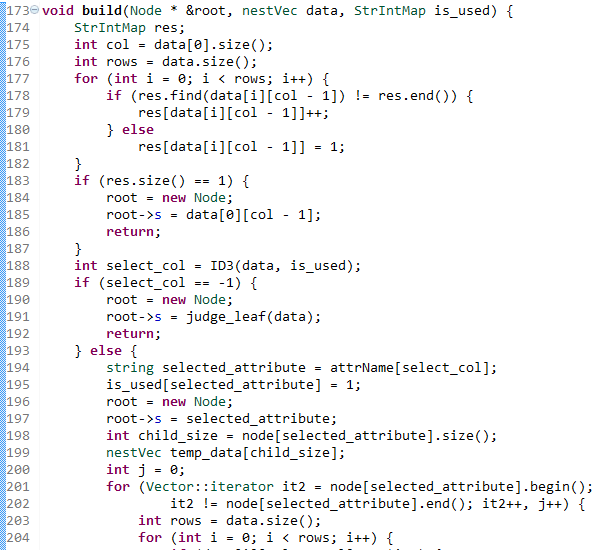 173 void build(Node * &root, nestVec data, StrIntMap is_used) {
174     StrIntMap res;
175     int col = data[0].size();
176     int rows = data.size();
177     for (int i = 0; i < rows; i++) {
178         if (res.find(data[i][col - 1]) != res.end()) {
179             res[data[i][col - 1]]++;
180         } else
181             res[data[i][col - 1]] = 1;
182     }
183     if (res.size() == 1) {
184         root = new Node;
185         root->s = data[0][col - 1];
186         return;
187     }
188     int select_col = ID3(data, is_used);
189     if (select_col == -1) {
190         root = new Node;
191         root->s = judge_leaf(data);
192         return;
193     } else {
194         string selected_attribute = attrName[select_col];
195         is_used[selected_attribute] = 1;
196         root = new Node;
197         root->s = selected_attribute;
198         int child_size = node[selected_attribute].size();
199         nestVec temp_data[child_size];
200         int j = 0;
201         for (Vector::iterator it2 = node[selected_attribute].begin();
202                 it2 != node[selected_attribute].end(); it2++, j++) {
203             int rows = data.size();
204             for (int i = 0; i < rows; i++) {